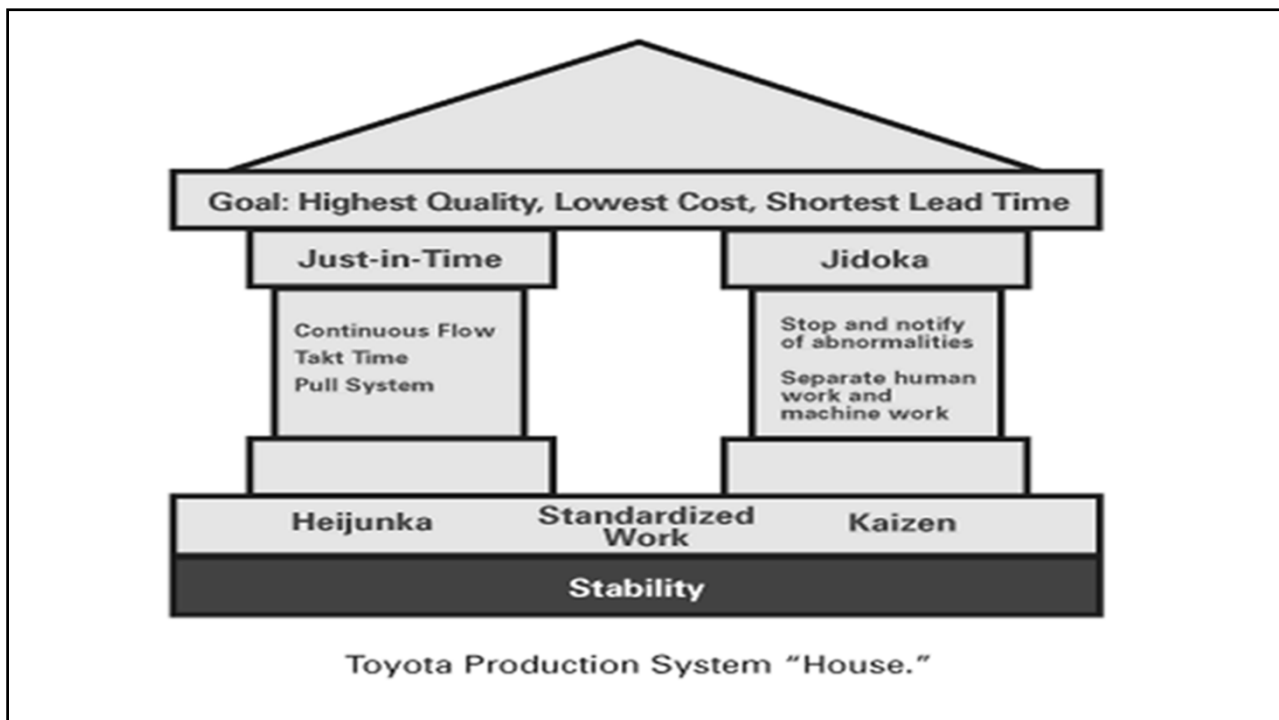 Goal: Highest Quality, Lowest Cost, Shortest Lead Time
Just-in-Time
Continuous Flow
Takt Time
Pull System
Jidoka
Stop and notify
of abnormalities
Separate human
work and
machine work
Heijunka
Standardized
Work
Kaizen
Stability
Toyota Production System “House.”